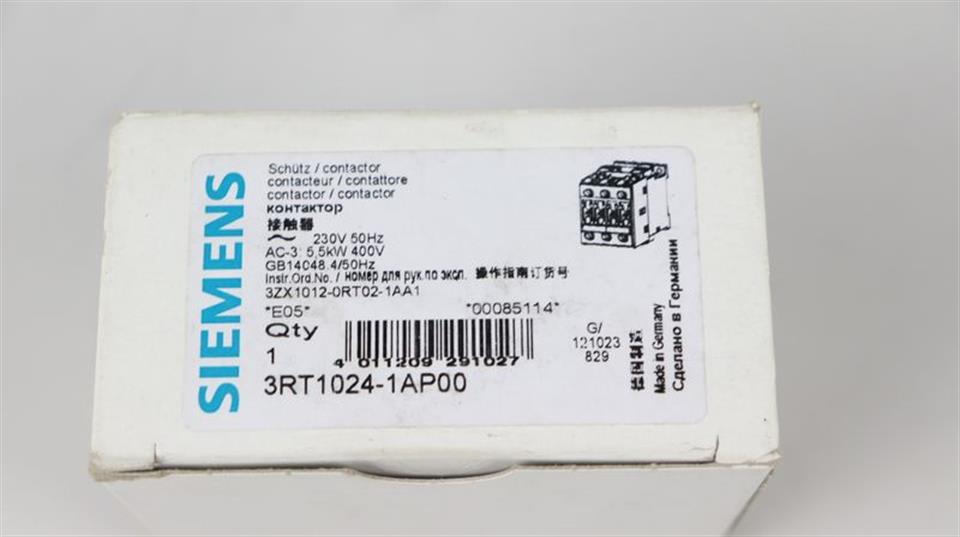 SIEMENS
Schütz / contactor
contacteur / contattore
contactor / contactor
контактор
接触器
~ 230V 50Hz
AC-3: 5,5kW 400V
GB14048.4/50Hz
Instr.Ord.No. / номер для рук.по экспл. 操作指南订货号
3ZX1012-0RT02-1AA1
*E05* *00085114*
Qty
1
4 011209 291027
3RT1024-1AP00
G/
121023
829
德国制造
Made in Germany
Сделано в Германии